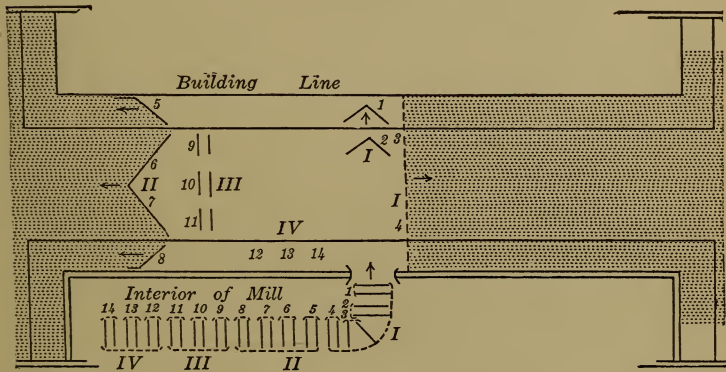 Building Line
5 1
9 2 3
6 I
II 10 III I
7
11 IV 4
8 12 13 14
Interior of Mill 1
14 13 12 11 10 9 8 7 6 5 4 3 2
I
IV III II